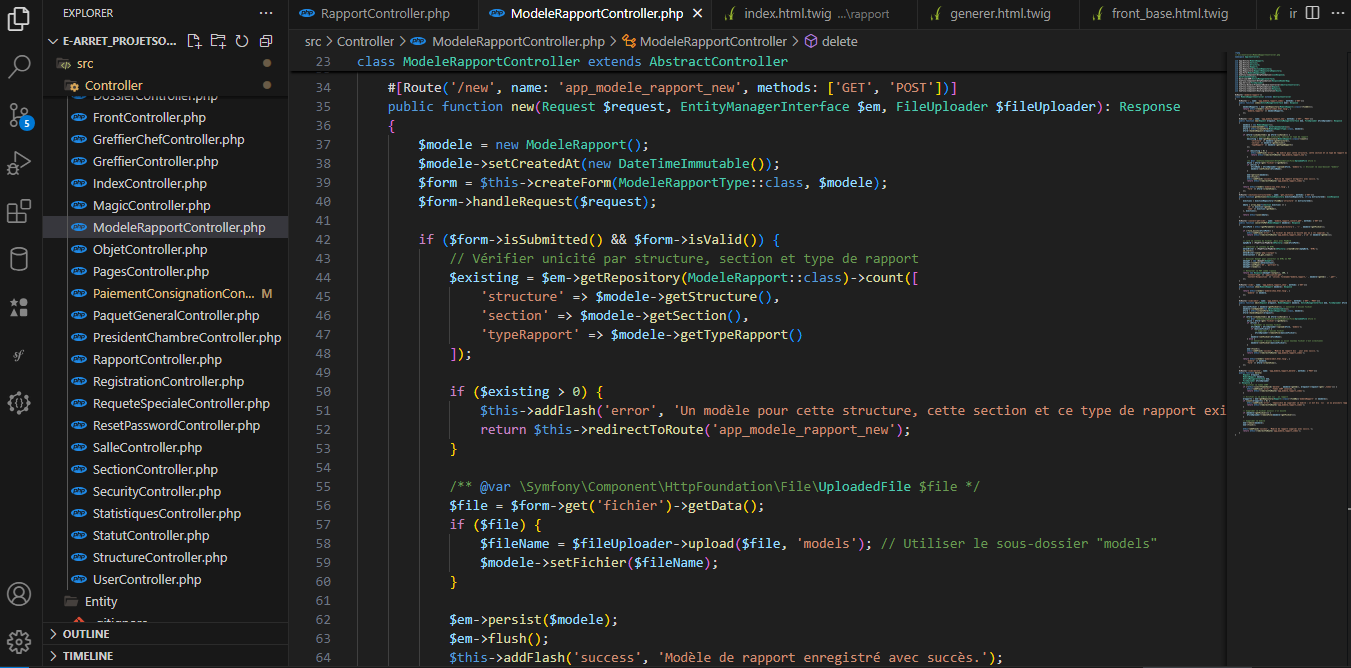 EXPLORER
RapportController.php
ModeleRapportController.php
index.html.twig ...\rapport
generer.html.twig
front_base.html.twig
in
E-ARRET_PROJETSO...
src > Controller > ModeleRapportController.php > ModeleRapportController > delete
src
Controller
DossierController.php
FrontController.php
GreffierChefController.php
GreffierController.php
IndexController.php
MagicController.php
ModeleRapportController.php
ObjetController.php
PagesController.php
PaiementConsignationCon... M
PaquetGeneralController.php
PresidentChambreController.php
RapportController.php
RegistrationController.php
RequeteSpecialeController.php
ResetPasswordController.php
SalleController.php
SectionController.php
SecurityController.php
StatistiquesController.php
StatutController.php
StructureController.php
UserController.php
Entity
.gitignore
OUTLINE
TIMELINE
5
23 class ModeleRapportController extends AbstractController
34 #[Route('/new', name: 'app_modele_rapport_new', methods: ['GET', 'POST'])]
35 public function new(Request $request, EntityManagerInterface $em, FileUploader $fileUploader): Response
36 {
37 $modele = new ModeleRapport();
38 $modele->setCreatedAt(new DateTimeImmutable());
39 $form = $this->createForm(ModeleRapportType::class, $modele);
40 $form->handleRequest($request);
41
42 if ($form->isSubmitted() && $form->isValid()) {
43 // Vérifier unicité par structure, section et type de rapport
44 $existing = $em->getRepository(ModeleRapport::class)->count([
45 'structure' => $modele->getStructure(),
46 'section' => $modele->getSection(),
47 'typeRapport' => $modele->getTypeRapport()
48 ]);
49
50 if ($existing > 0) {
51 $this->addFlash('error', 'Un modèle pour cette structure, cette section et ce type de rapport exi
52 return $this->redirectToRoute('app_modele_rapport_new');
53 }
54
55 /** @var \Symfony\Component\HttpFoundation\File\UploadedFile $file */
56 $file = $form->get('fichier')->getData();
57 if ($file) {
58 $fileName = $fileUploader->upload($file, 'models'); // Utiliser le sous-dossier "models"
59 $modele->setFichier($fileName);
60 }
61
62 $em->persist($modele);
63 $em->flush();
64 $this->addFlash('success', 'Modèle de rapport enregistré avec succès.');